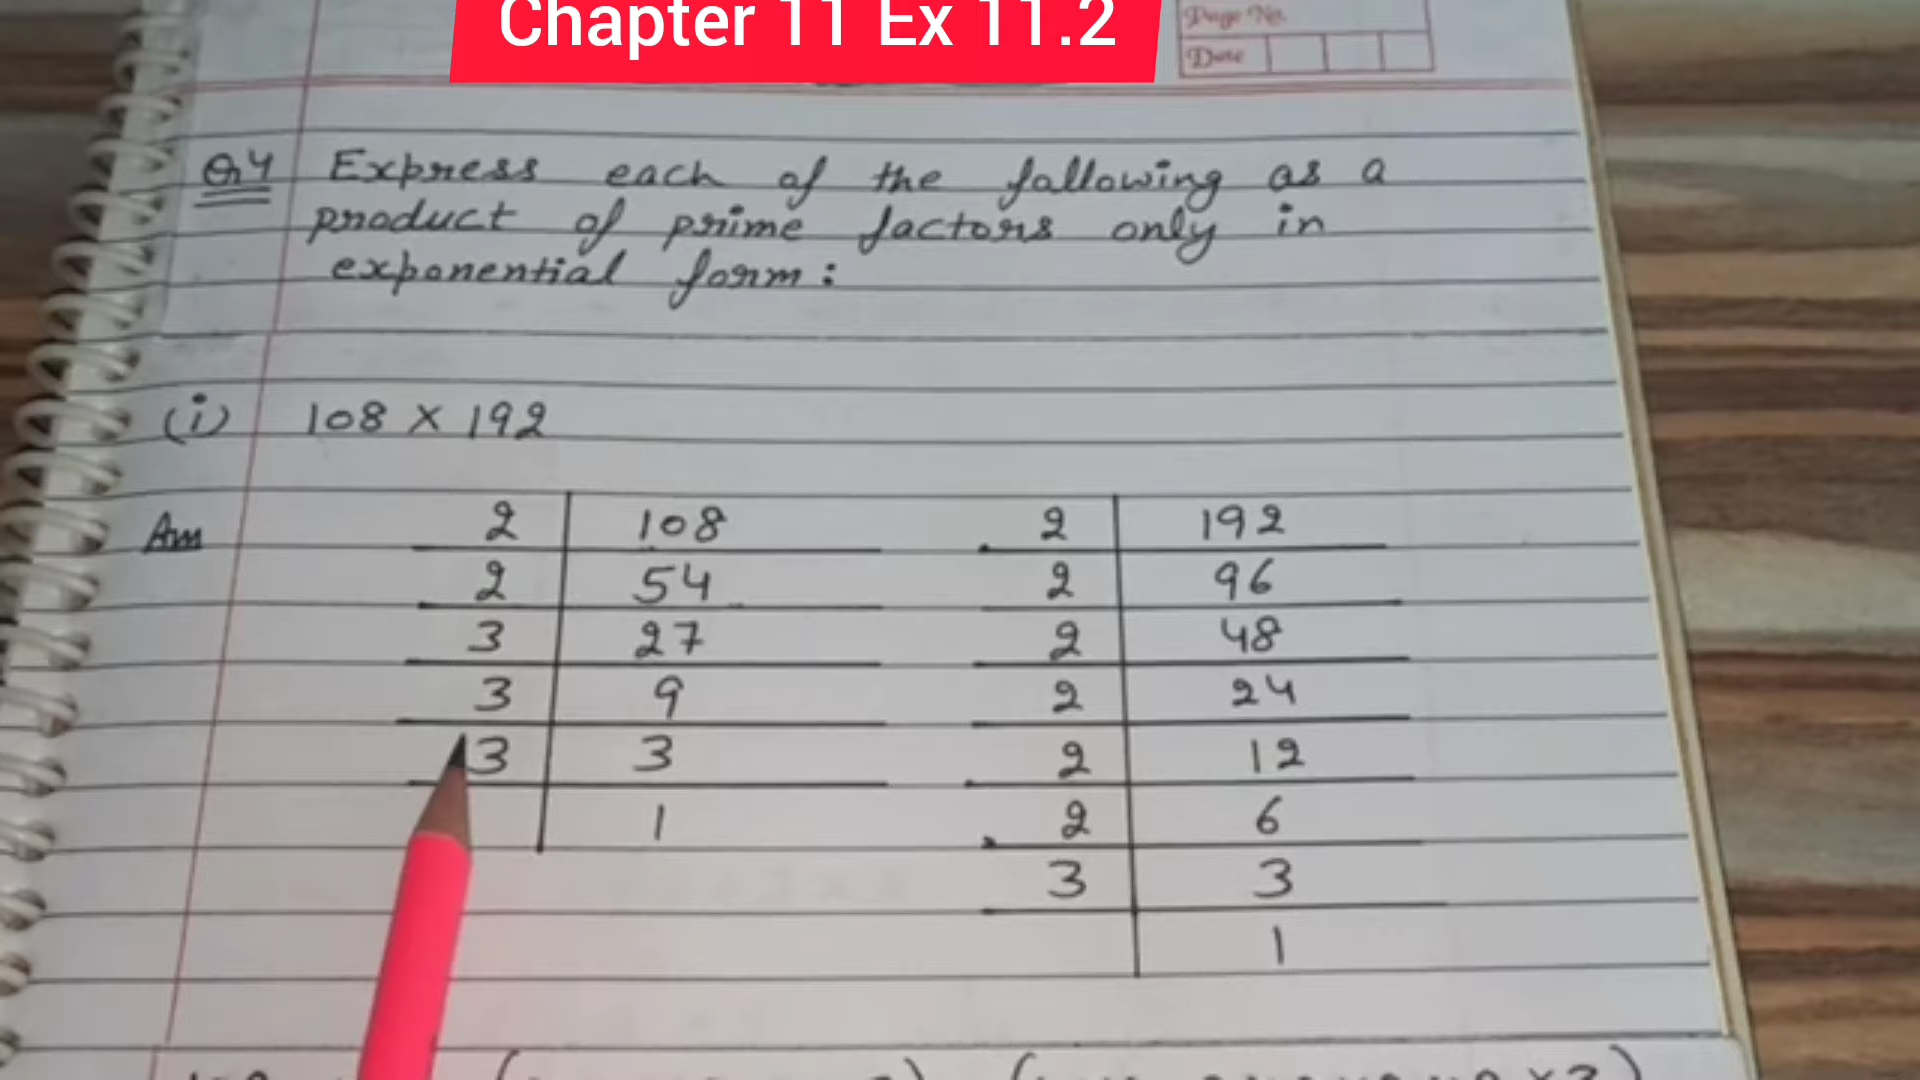 Chapter 11 Ex 11.2
Page No.
Date
Q4 Express each of the following as a
product of prime factors only in
exponential form:
(i) 108 × 192
Ans
2 | 108
2 | 54
3 | 27
3 | 9
3 | 3
1
2 | 192
2 | 96
2 | 48
2 | 24
2 | 12
2 | 6
3 | 3
1